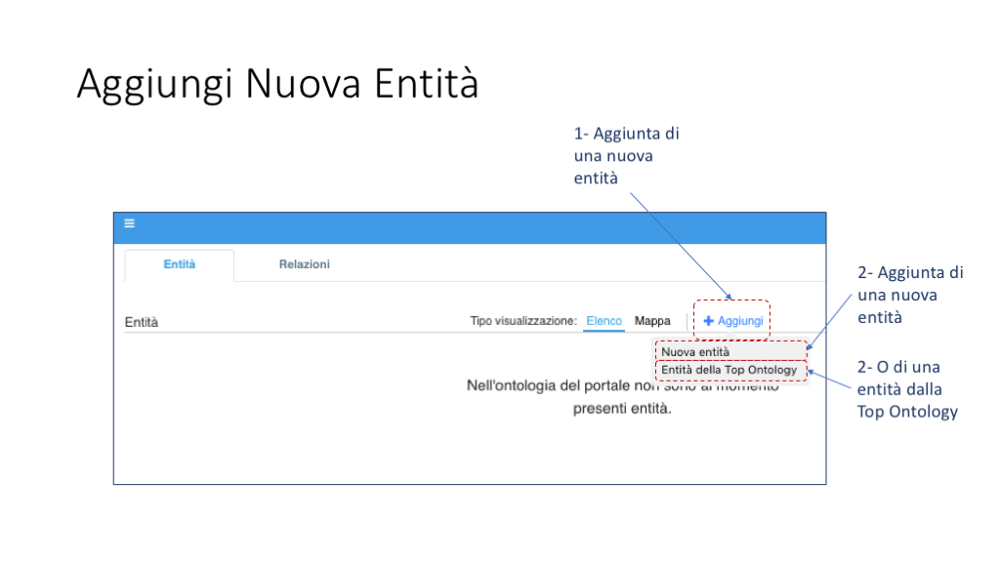 Aggiungi Nuova Entità
1- Aggiunta di
una nuova
entità
Entità
Relazioni
2- Aggiunta di
una nuova
entità
Entità
Tipo visualizzazione: Elenco Mappa
Aggiungi
Nuova entità
Entità della Top Ontology
2- O di una
entità dalla
Top Ontology
Nell'ontologia del portale non sono al momento
presenti entità.